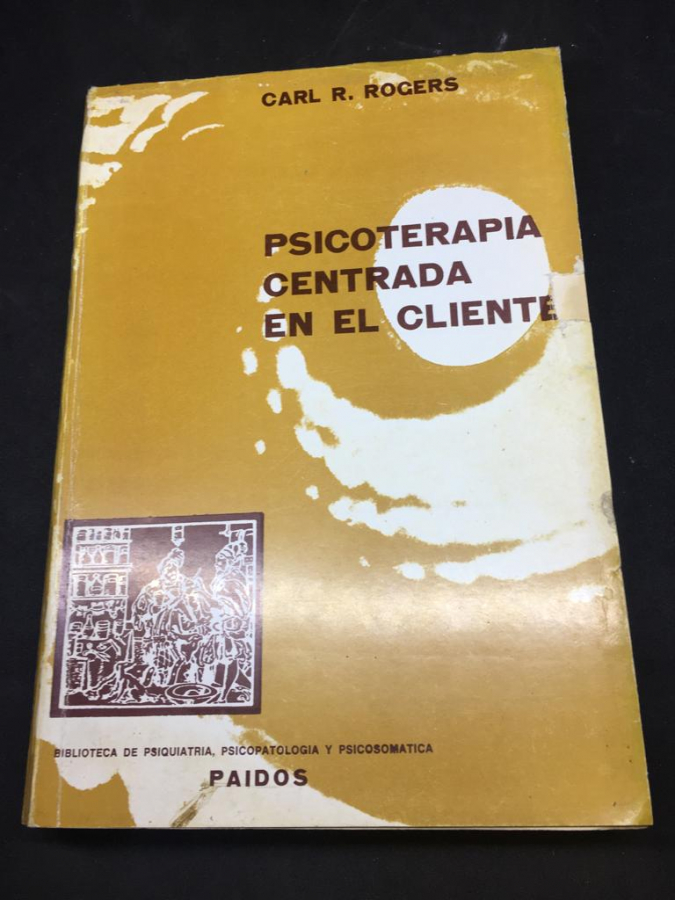 CARL R. ROGERS
PSICOTERAPIA
CENTRADA
EN EL CLIENTE
BIBLIOTECA DE PSIQUIATRIA, PSICOPATOLOGIA Y PSICOSOMATICA
PAIDOS